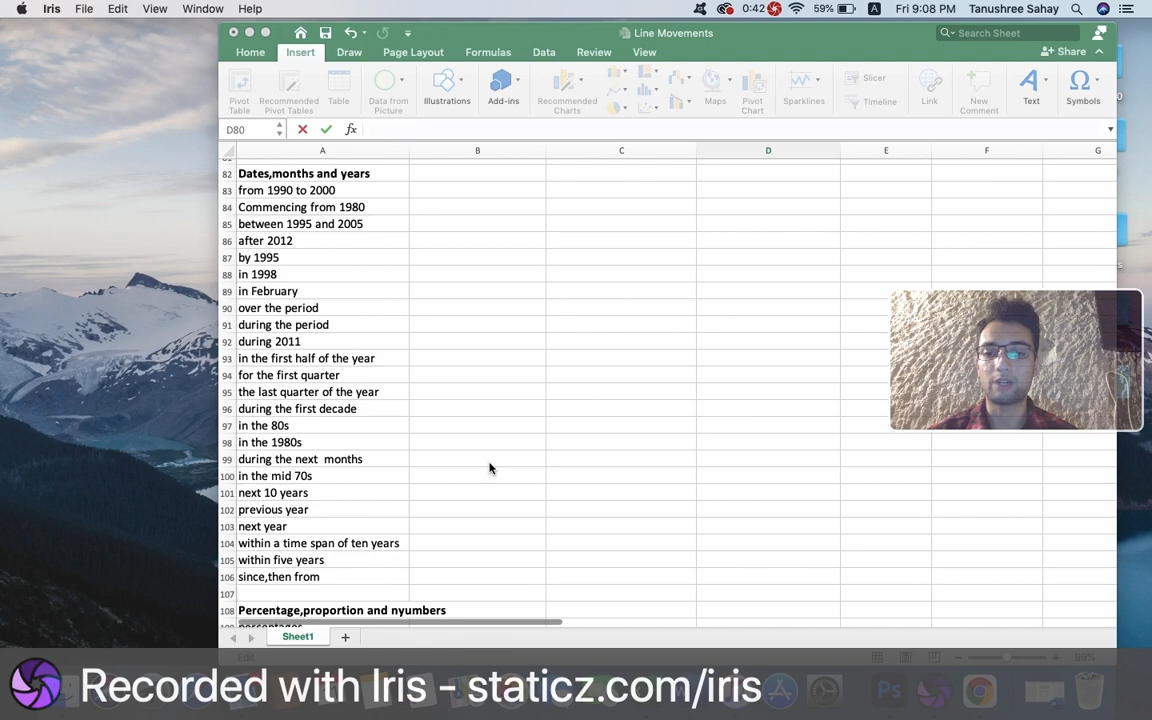 Iris File Edit View Window Help 0:42 59% A Fri 9:08 PM Tanushree Sahay
Line Movements
Search Sheet
Home Insert Draw Page Layout Formulas Data Review View Share
Pivot Table
Recommended Pivot Tables
Table
Data from Picture
Illustrations
Add-ins
Recommended Charts
Maps
Pivot Chart
Sparklines
Slicer
Timeline
Link
New Comment
Text
Symbols
D80 fx
A B C D E F G
82 Dates,months and years
83 from 1990 to 2000
84 Commencing from 1980
85 between 1995 and 2005
86 after 2012
87 by 1995
88 in 1998
89 in February
90 over the period
91 during the period
92 during 2011
93 in the first half of the year
94 for the first quarter
95 the last quarter of the year
96 during the first decade
97 in the 80s
98 in the 1980s
99 during the next  months
100 in the mid 70s
101 next 10 years
102 previous year
103 next year
104 within a time span of ten years
105 within five years
106 since,then from
107
108 Percentage,proportion and nyumbers
Sheet1
Edit
99%
Recorded with Iris - staticz.com/iris
Ps